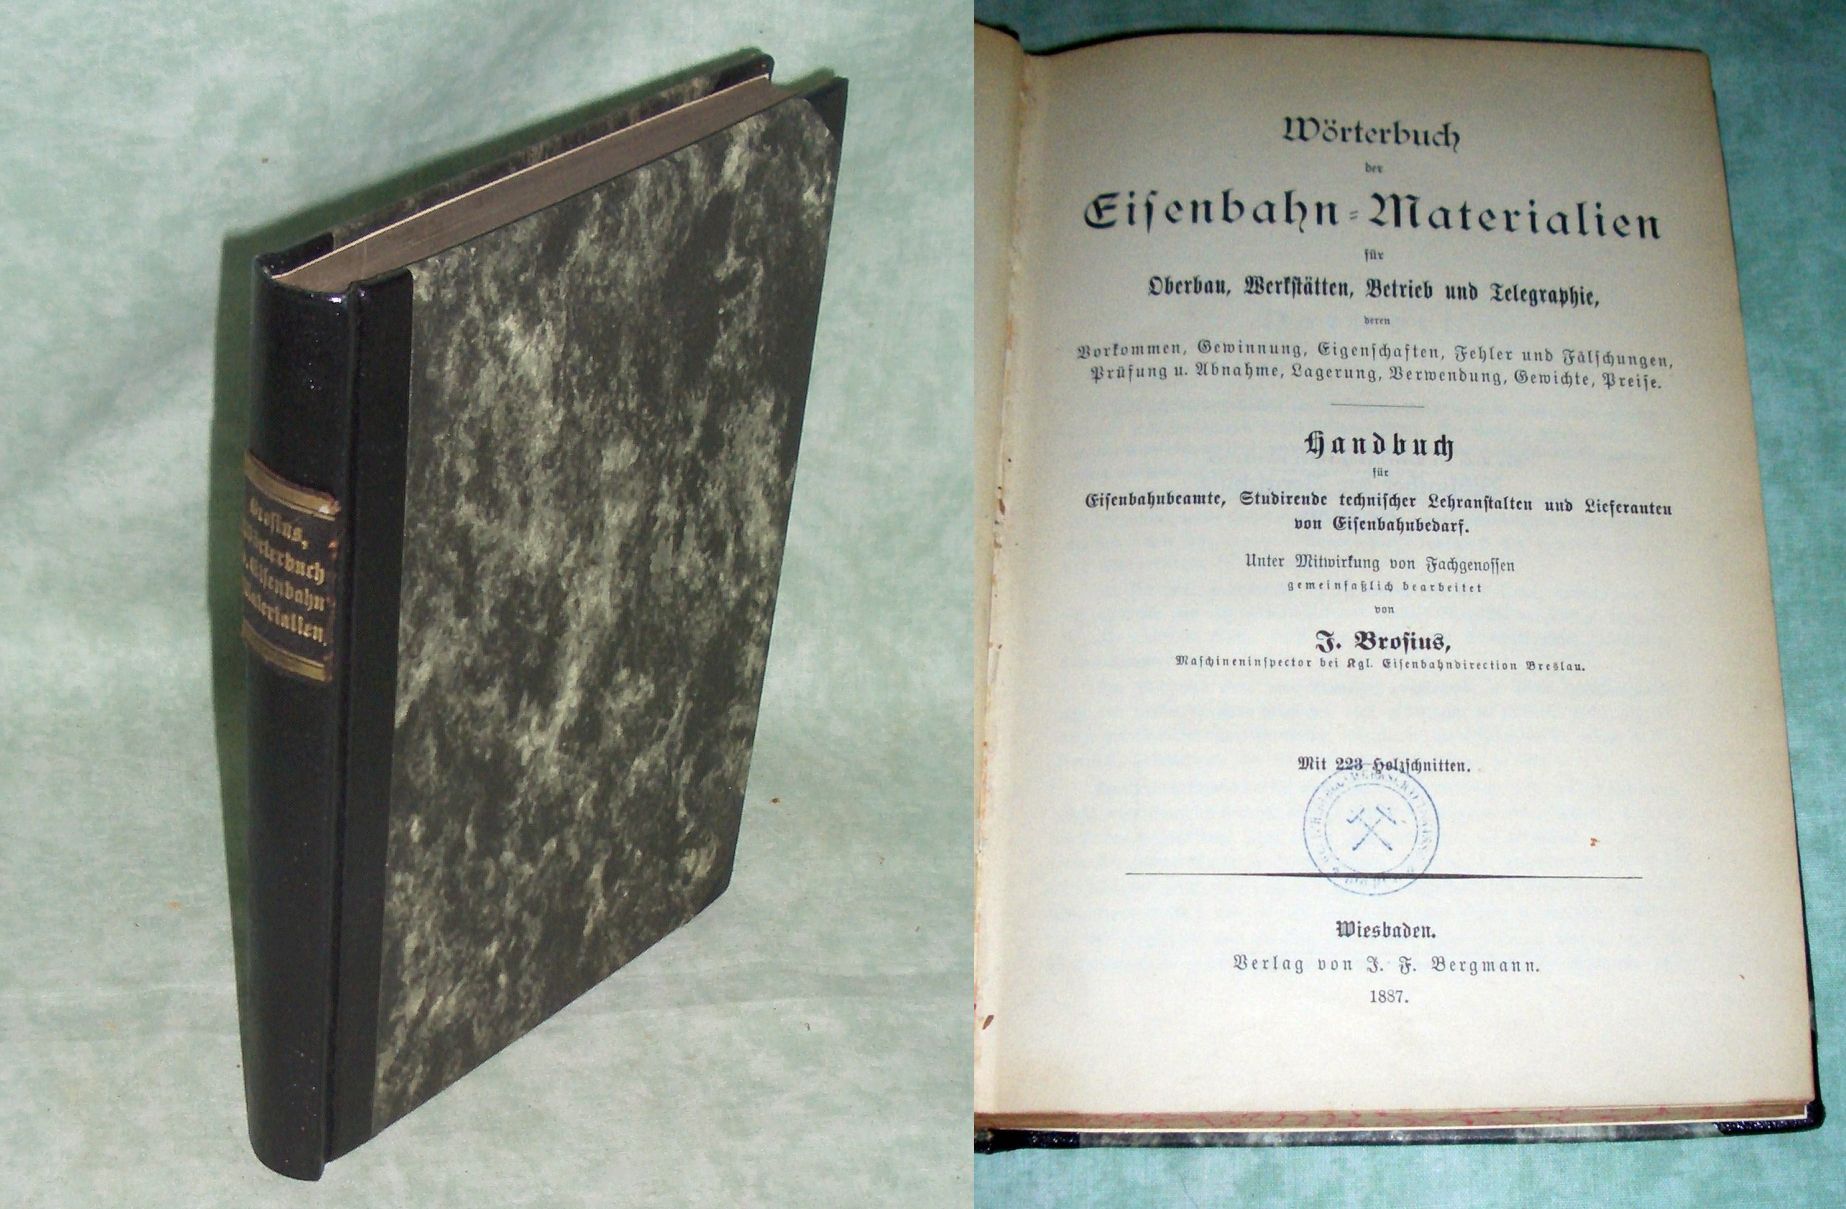 Brosius,
Wörterbuch
d. Eisenbahn
Materialien.
Wörterbuch
der
Eisenbahn-Materialien
für
Oberbau, Werkstätten, Betrieb und Telegraphie,
deren
Vorkommen, Gewinnung, Eigenschaften, Fehler und Fälschungen,
Prüfung u. Abnahme, Lagerung, Verwendung, Gewichte, Preise.
Handbuch
für
Eisenbahnbeamte, Studirende technischer Lehranstalten und Lieferanten
von Eisenbahnbedarf.
Unter Mitwirkung von Fachgenossen
gemeinfaßlich bearbeitet
von
J. Brosius,
Maschineninspector bei Kgl. Eisenbahndirection Breslau.
Mit 223 Holzschnitten.
Wiesbaden.
Verlag von J. F. Bergmann.
1887.